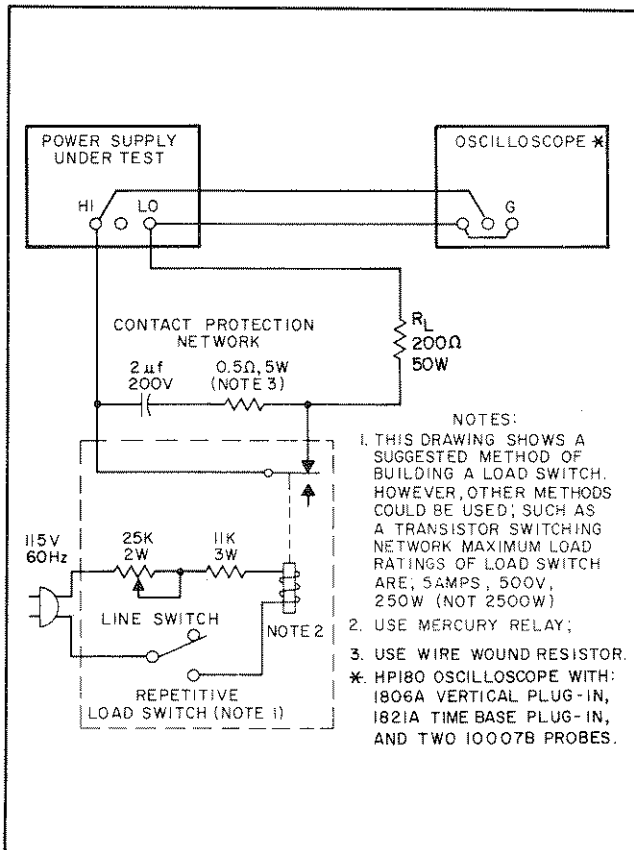 POWER SUPPLY
UNDER TEST
HI
LO
OSCILLOSCOPE *
G
CONTACT PROTECTION
NETWORK
2µf
200V
0.5Ω, 5W
(NOTE 3)
RL
200Ω
50W
115V
60Hz
25K
2W
11K
3W
LINE SWITCH
NOTE 2
REPETITIVE
LOAD SWITCH (NOTE 1)
NOTES:
1. THIS DRAWING SHOWS A
SUGGESTED METHOD OF
BUILDING A LOAD SWITCH.
HOWEVER, OTHER METHODS
COULD BE USED; SUCH AS
A TRANSISTOR SWITCHING
NETWORK MAXIMUM LOAD
RATINGS OF LOAD SWITCH
ARE; 5AMPS, 500V,
250W (NOT 2500W)
2. USE MERCURY RELAY;
3. USE WIRE WOUND RESISTOR.
*. HP180 OSCILLOSCOPE WITH:
1806A VERTICAL PLUG-IN,
1821A TIME BASE PLUG-IN,
AND TWO 10007B PROBES.